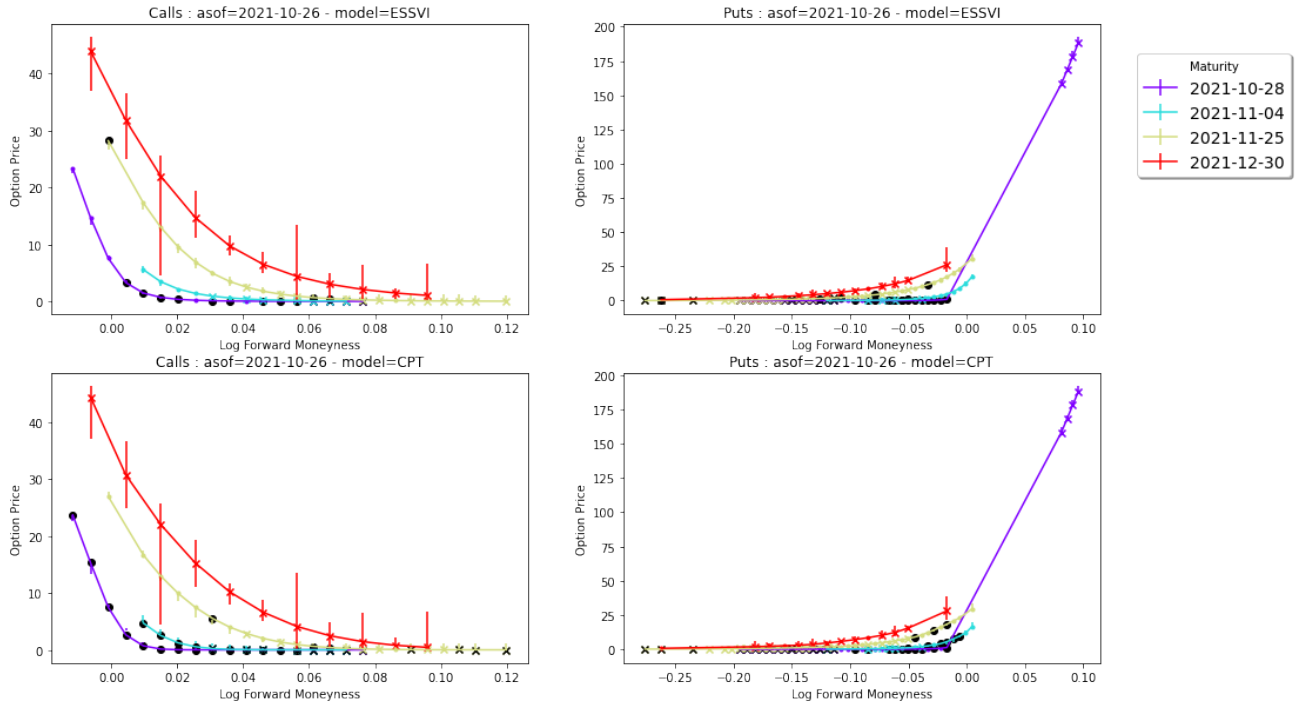 Calls : asof=2021-10-26 - model=ESSVI
Option Price
40
30
20
10
0
0.00 0.02 0.04 0.06 0.08 0.10 0.12
Log Forward Moneyness
Puts : asof=2021-10-26 - model=ESSVI
Option Price
200
175
150
125
100
75
50
25
0
−0.25 −0.20 −0.15 −0.10 −0.05 0.00 0.05 0.10
Log Forward Moneyness
Maturity
2021-10-28
2021-11-04
2021-11-25
2021-12-30
Calls : asof=2021-10-26 - model=CPT
Option Price
40
30
20
10
0
0.00 0.02 0.04 0.06 0.08 0.10 0.12
Log Forward Moneyness
Puts : asof=2021-10-26 - model=CPT
Option Price
200
175
150
125
100
75
50
25
0
−0.25 −0.20 −0.15 −0.10 −0.05 0.00 0.05 0.10
Log Forward Moneyness